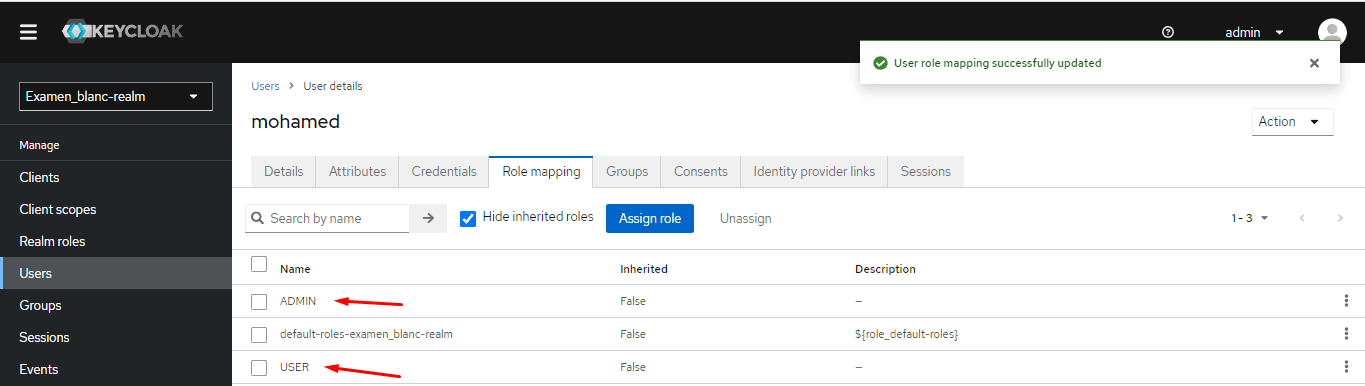 KEYCLOAK
admin
User role mapping successfully updated
Examen_blanc-realm
Manage
Clients
Client scopes
Realm roles
Users
Groups
Sessions
Events
Users > User details
mohamed
Action
Details Attributes Credentials Role mapping Groups Consents Identity provider links Sessions
Search by name Hide inherited roles Assign role Unassign 1 - 3
Name Inherited Description
ADMIN False –
default-roles-examen_blanc-realm False ${role_default-roles}
USER False –